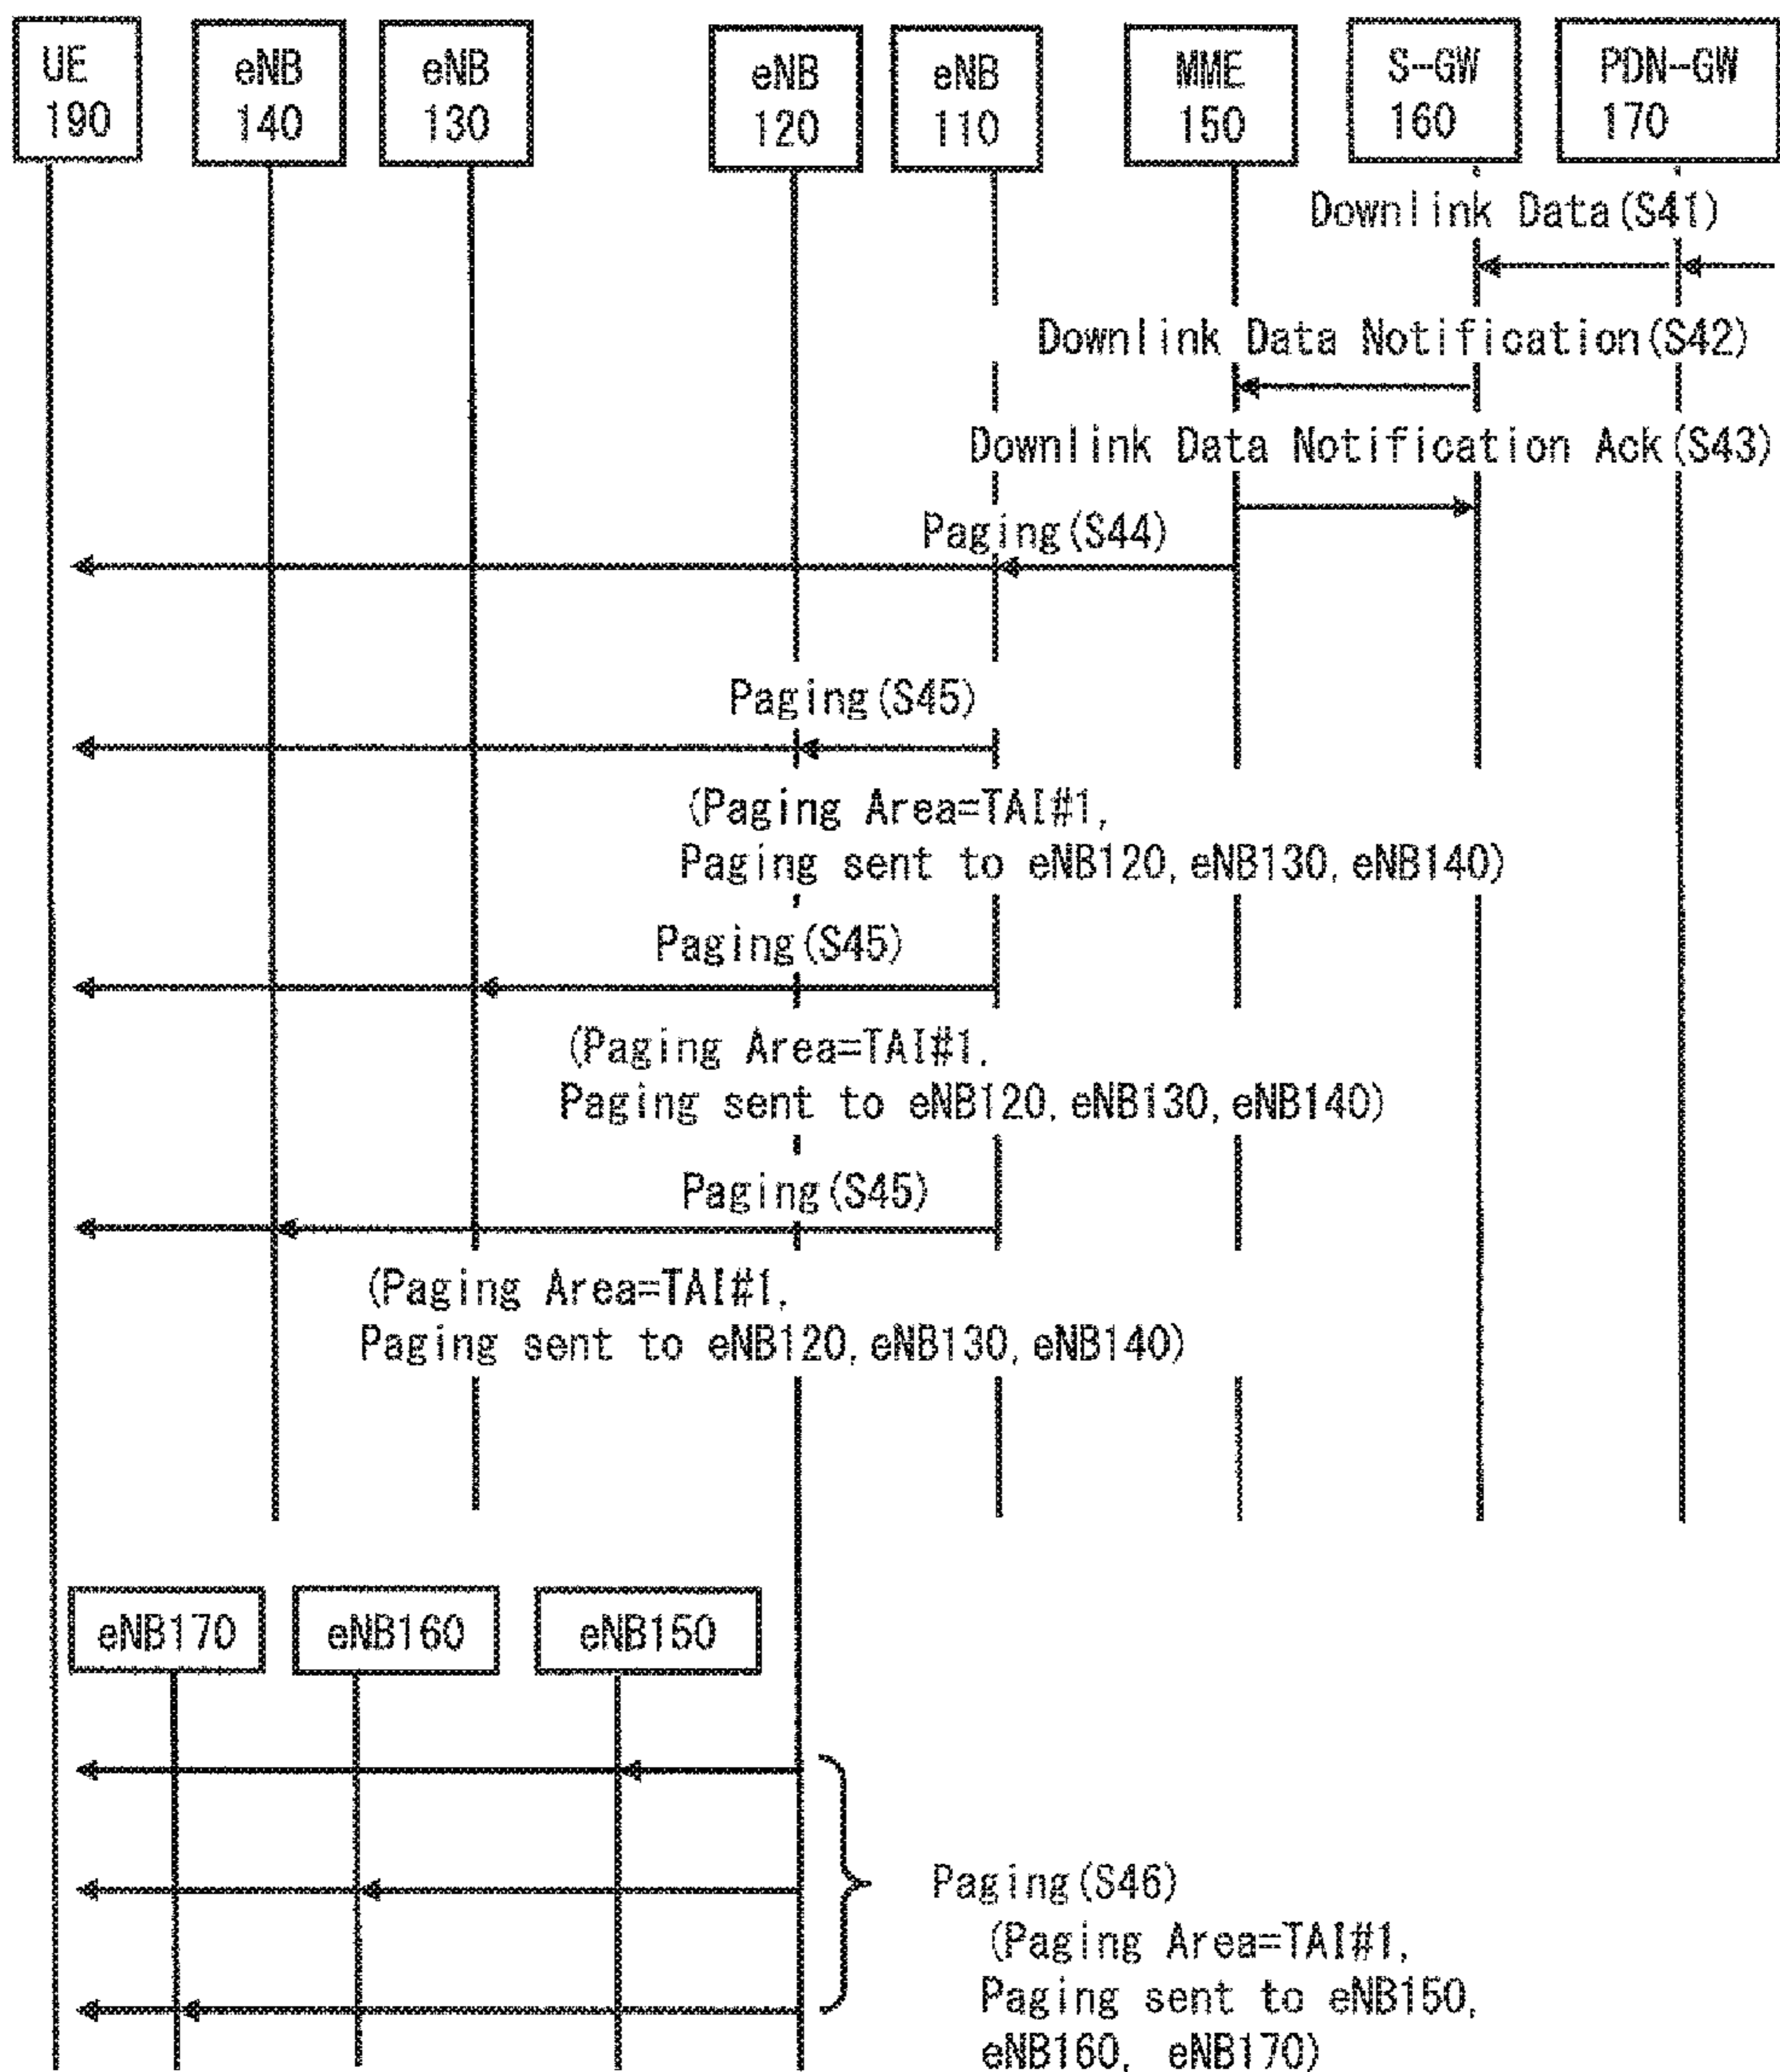 UE
190
eNB
140
eNB
130
eNB
120
eNB
110
MME
150
S-GW
160
PDN-GW
170
Downlink Data(S41)
Downlink Data Notification(S42)
Downlink Data Notification Ack(S43)
Paging(S44)
Paging(S45)
(Paging Area=TAI#1,
Paging sent to eNB120, eNB130, eNB140)
Paging(S45)
(Paging Area=TAI#1,
Paging sent to eNB120, eNB130, eNB140)
Paging(S45)
(Paging Area=TAI#1,
Paging sent to eNB120, eNB130, eNB140)
eNB170
eNB160
eNB150
Paging(S46)
(Paging Area=TAI#1,
Paging sent to eNB150,
eNB160, eNB170)